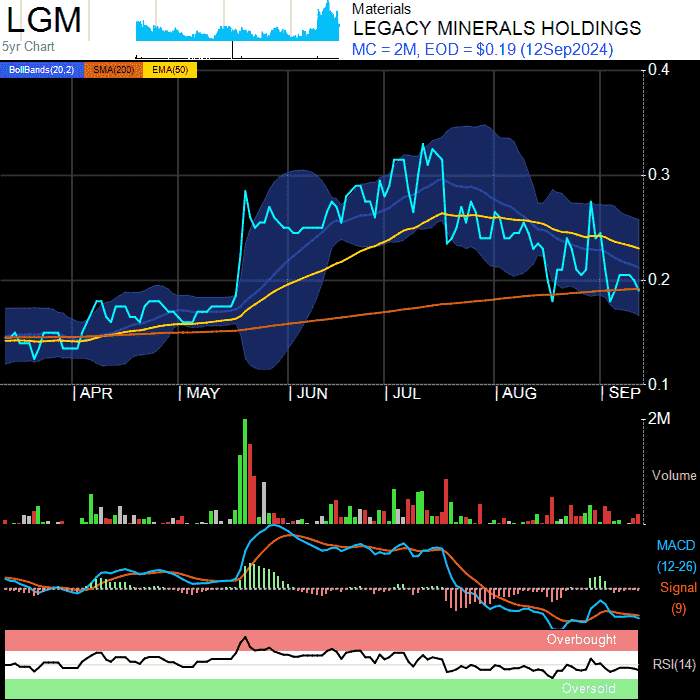 LGM
5yr Chart
Materials
LEGACY MINERALS HOLDINGS
MC = 2M, EOD = $0.19 (12Sep2024)
BollBands(20,2) SMA(200) EMA(50)
0.4
0.3
0.2
0.1
APR MAY JUN JUL AUG SEP
2M
Volume
MACD
(12-26)
Signal
(9)
Overbought
RSI(14)
Oversold